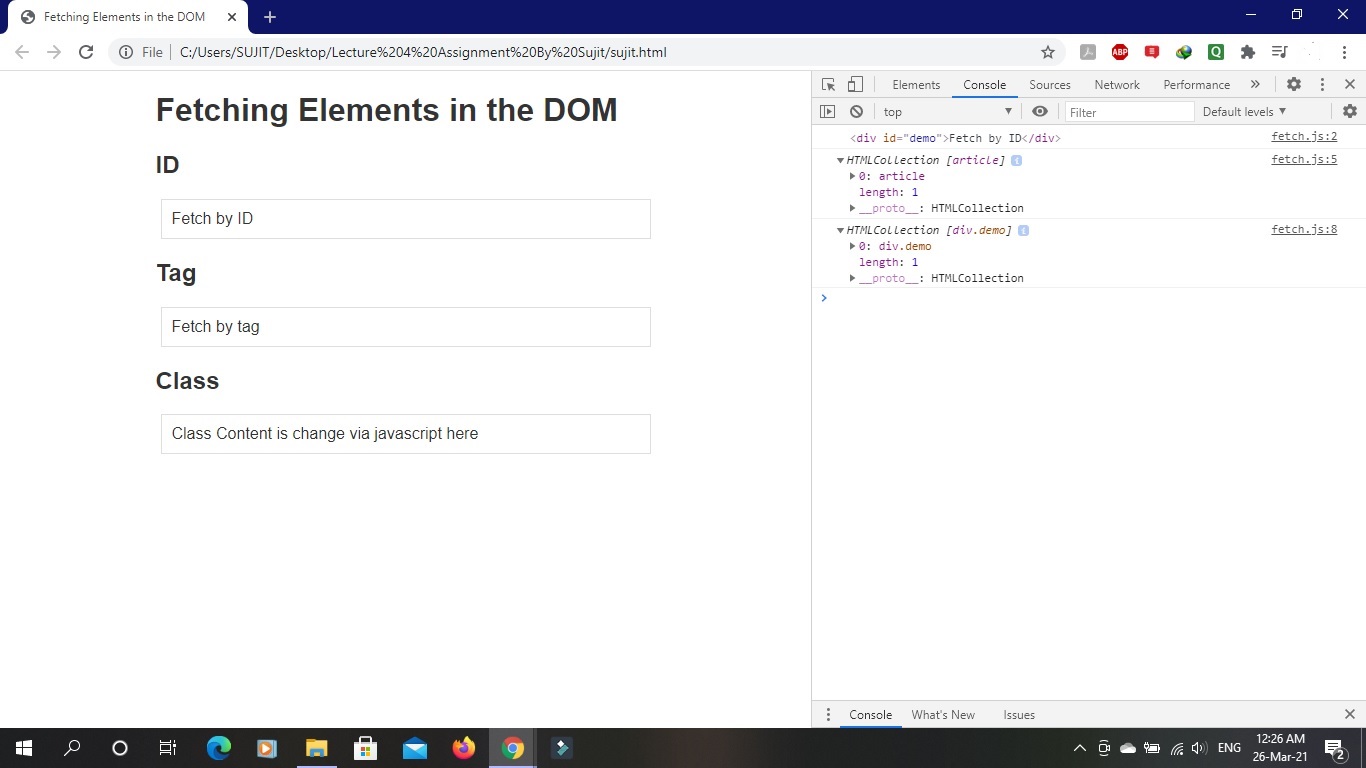 Fetching Elements in the DOM
File
C:/Users/SUJIT/Desktop/Lecture%204%20Assignment%20By%20Sujit/sujit.html
ABP
Q
Fetching Elements in the DOM
ID
Fetch by ID
Tag
Fetch by tag
Class
Class Content is change via javascript here
Elements Console Sources Network Performance »
top Filter Default levels
<div id="demo">Fetch by ID</div> fetch.js:2
HTMLCollection [article] i fetch.js:5
0: article
length: 1
__proto__: HTMLCollection
HTMLCollection [div.demo] i fetch.js:8
0: div.demo
length: 1
__proto__: HTMLCollection
Console What's New Issues
ENG
12:26 AM
26-Mar-21
2